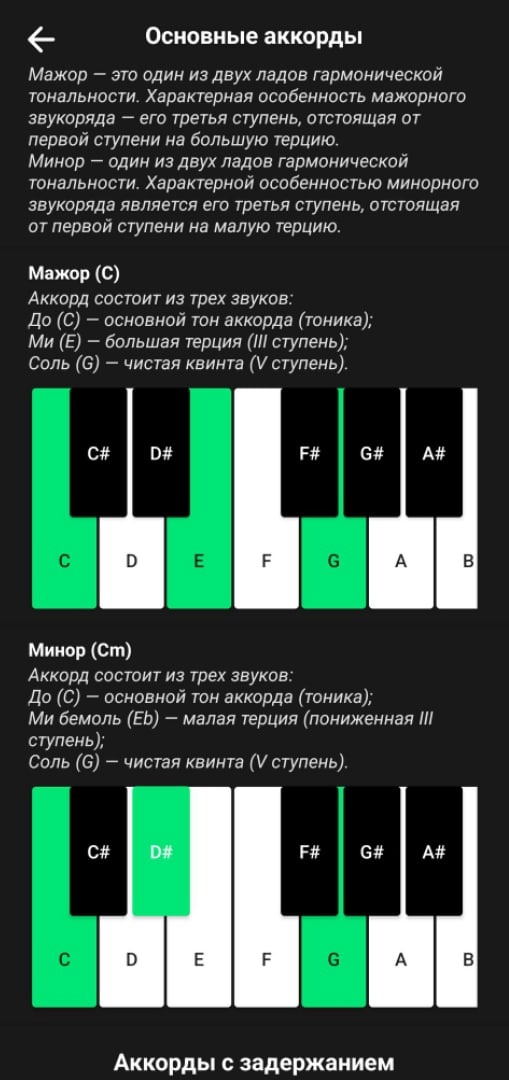 Основные аккорды
Мажор — это один из двух ладов гармонической
тональности. Характерная особенность мажорного
звукоряда — его третья ступень, отстоящая от
первой ступени на большую терцию.
Минор — один из двух ладов гармонической
тональности. Характерной особенностью минорного
звукоряда является его третья ступень, отстоящая
от первой ступени на малую терцию.
Мажор (C)
Аккорд состоит из трех звуков:
До (C) — основной тон аккорда (тоника);
Ми (E) — большая терция (III ступень);
Соль (G) — чистая квинта (V ступень).
C# D# F# G# A#
C D E F G A B
Минор (Cm)
Аккорд состоит из трех звуков:
До (C) — основной тон аккорда (тоника);
Ми бемоль (Eb) — малая терция (пониженная III
ступень);
Соль (G) — чистая квинта (V ступень).
C# D# F# G# A#
C D E F G A B
Аккорды с задержанием